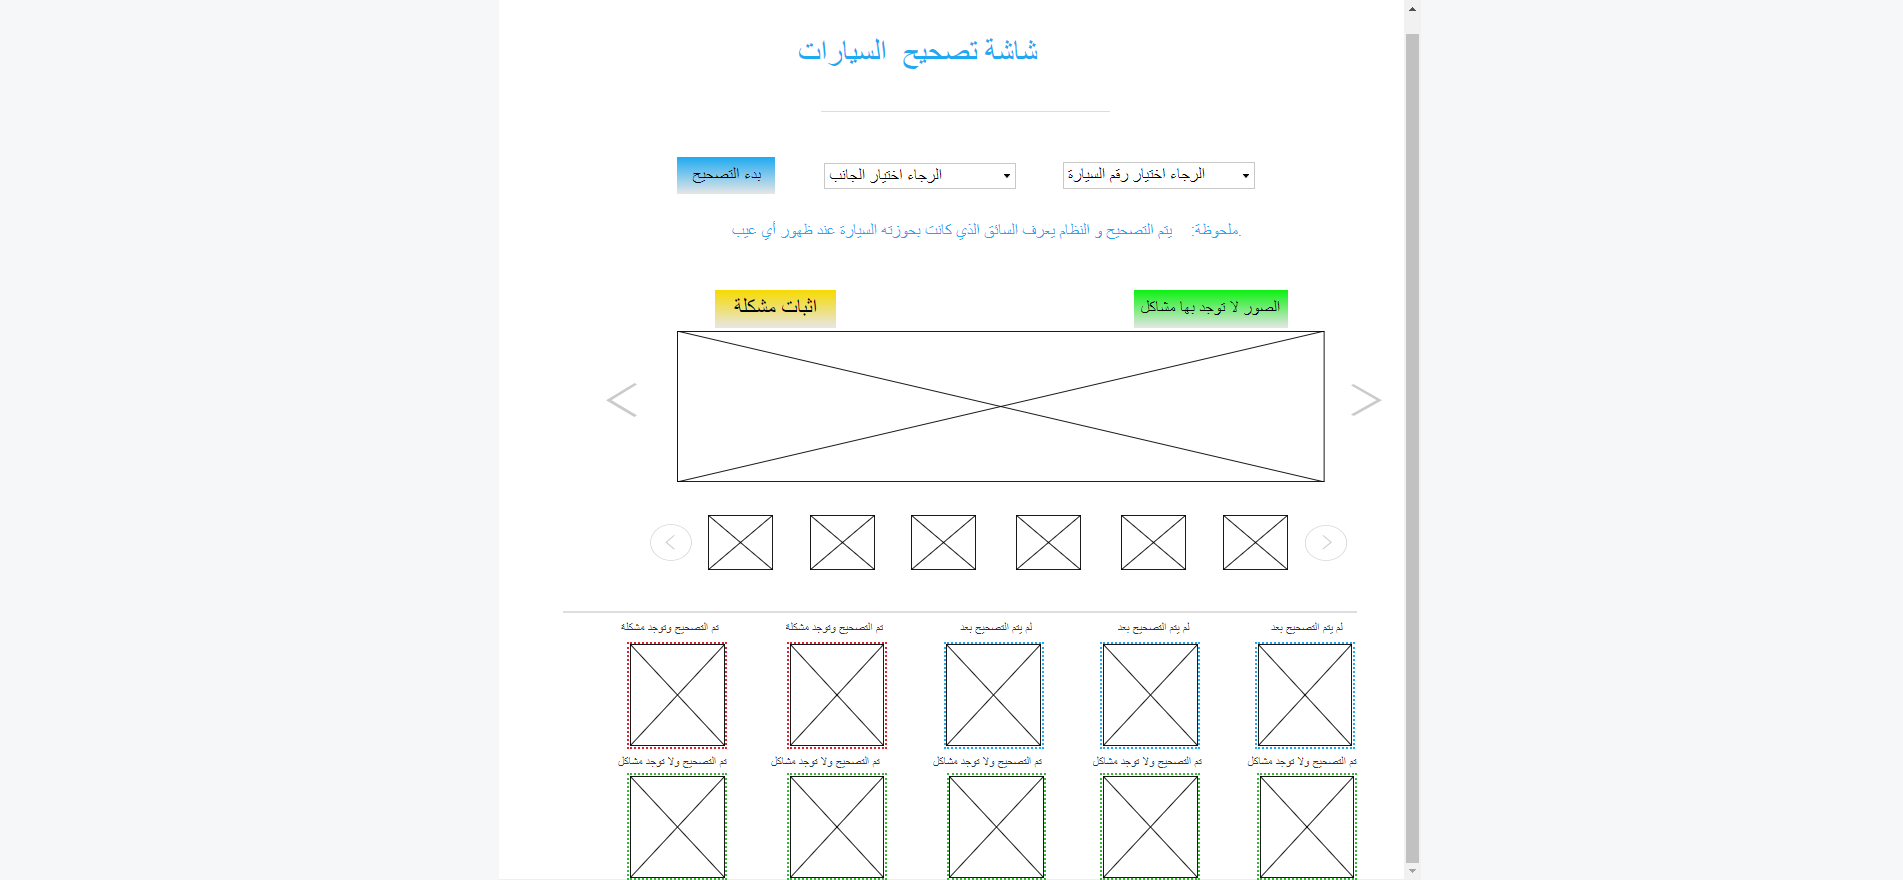 شاشة تصحيح السيارات
الرجاء اختيار رقم السيارة
الرجاء اختيار الجانب
بدء التصحيح
ملحوظة: يتم التصحيح و النظام يعرف السائق الذي كانت بحوزته السيارة عند ظهور أي عيب.
الصور لا توجد بها مشاكل
اثبات مشكلة
لم يتم التصحيح بعد
لم يتم التصحيح بعد
لم يتم التصحيح بعد
تم التصحيح وتوجد مشكلة
تم التصحيح وتوجد مشكلة
تم التصحيح ولا توجد مشاكل
تم التصحيح ولا توجد مشاكل
تم التصحيح ولا توجد مشاكل
تم التصحيح ولا توجد مشاكل
تم التصحيح ولا توجد مشاكل